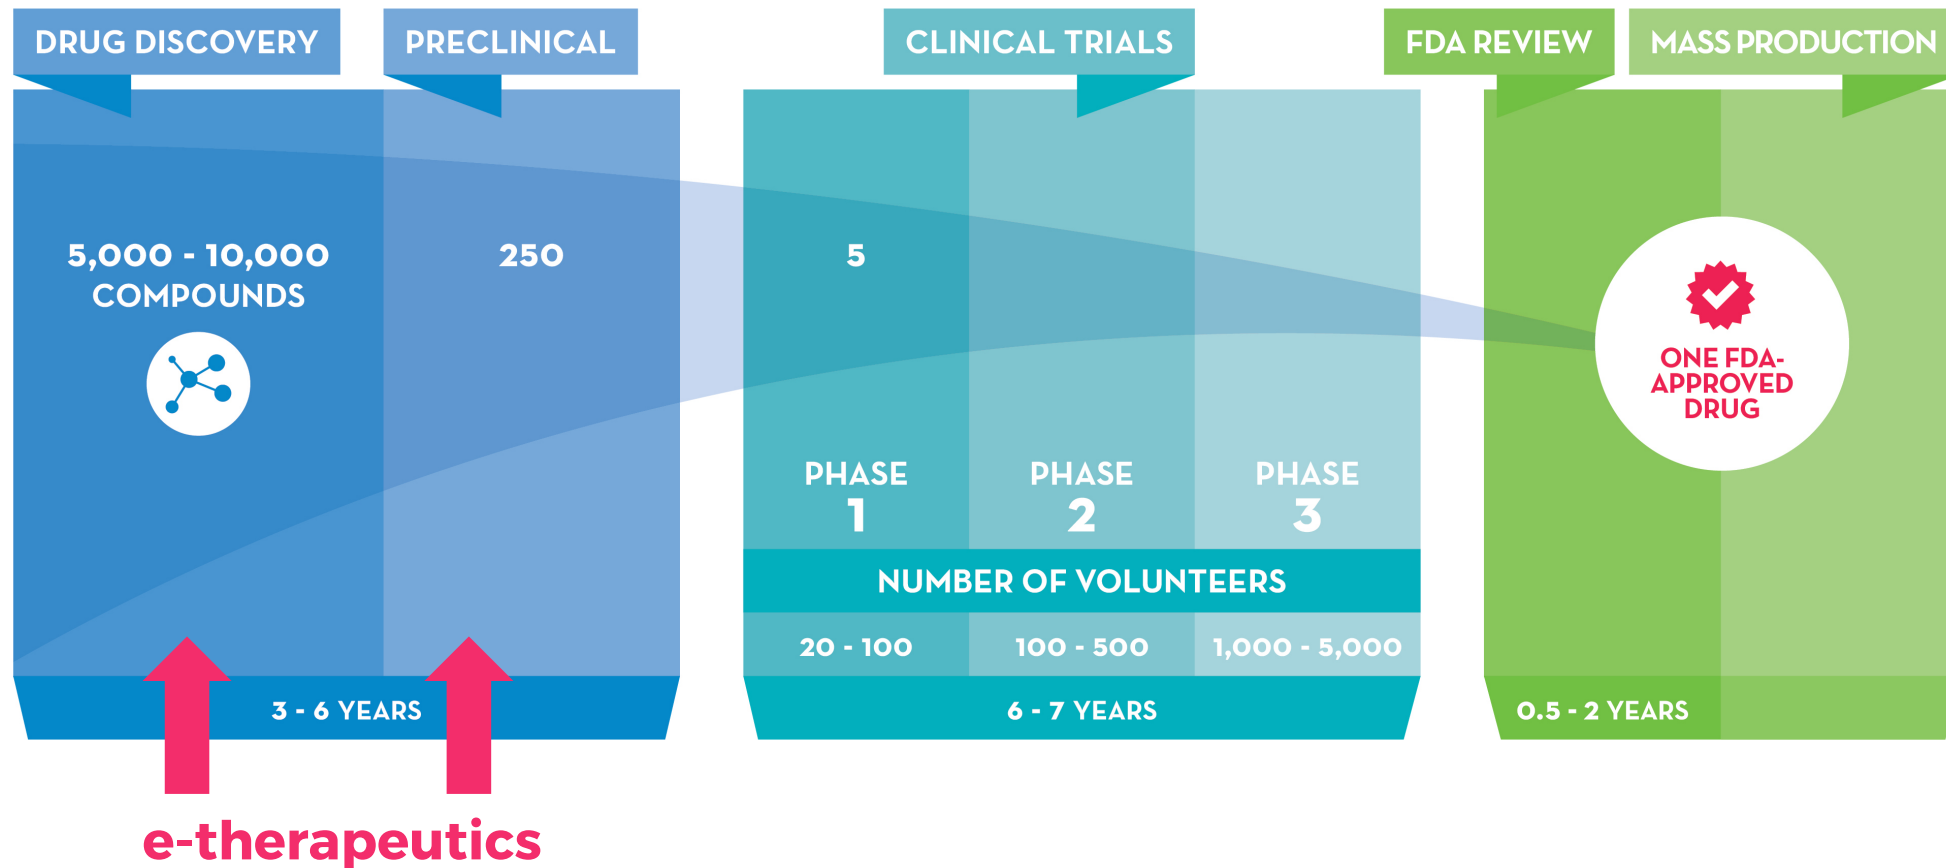 DRUG DISCOVERY
PRECLINICAL
CLINICAL TRIALS
FDA REVIEW
MASS PRODUCTION
5,000 - 10,000
COMPOUNDS
250
5
ONE FDA-
APPROVED
DRUG
PHASE
1
PHASE
2
PHASE
3
NUMBER OF VOLUNTEERS
20 - 100
100 - 500
1,000 - 5,000
3 - 6 YEARS
6 - 7 YEARS
0.5 - 2 YEARS
e-therapeutics